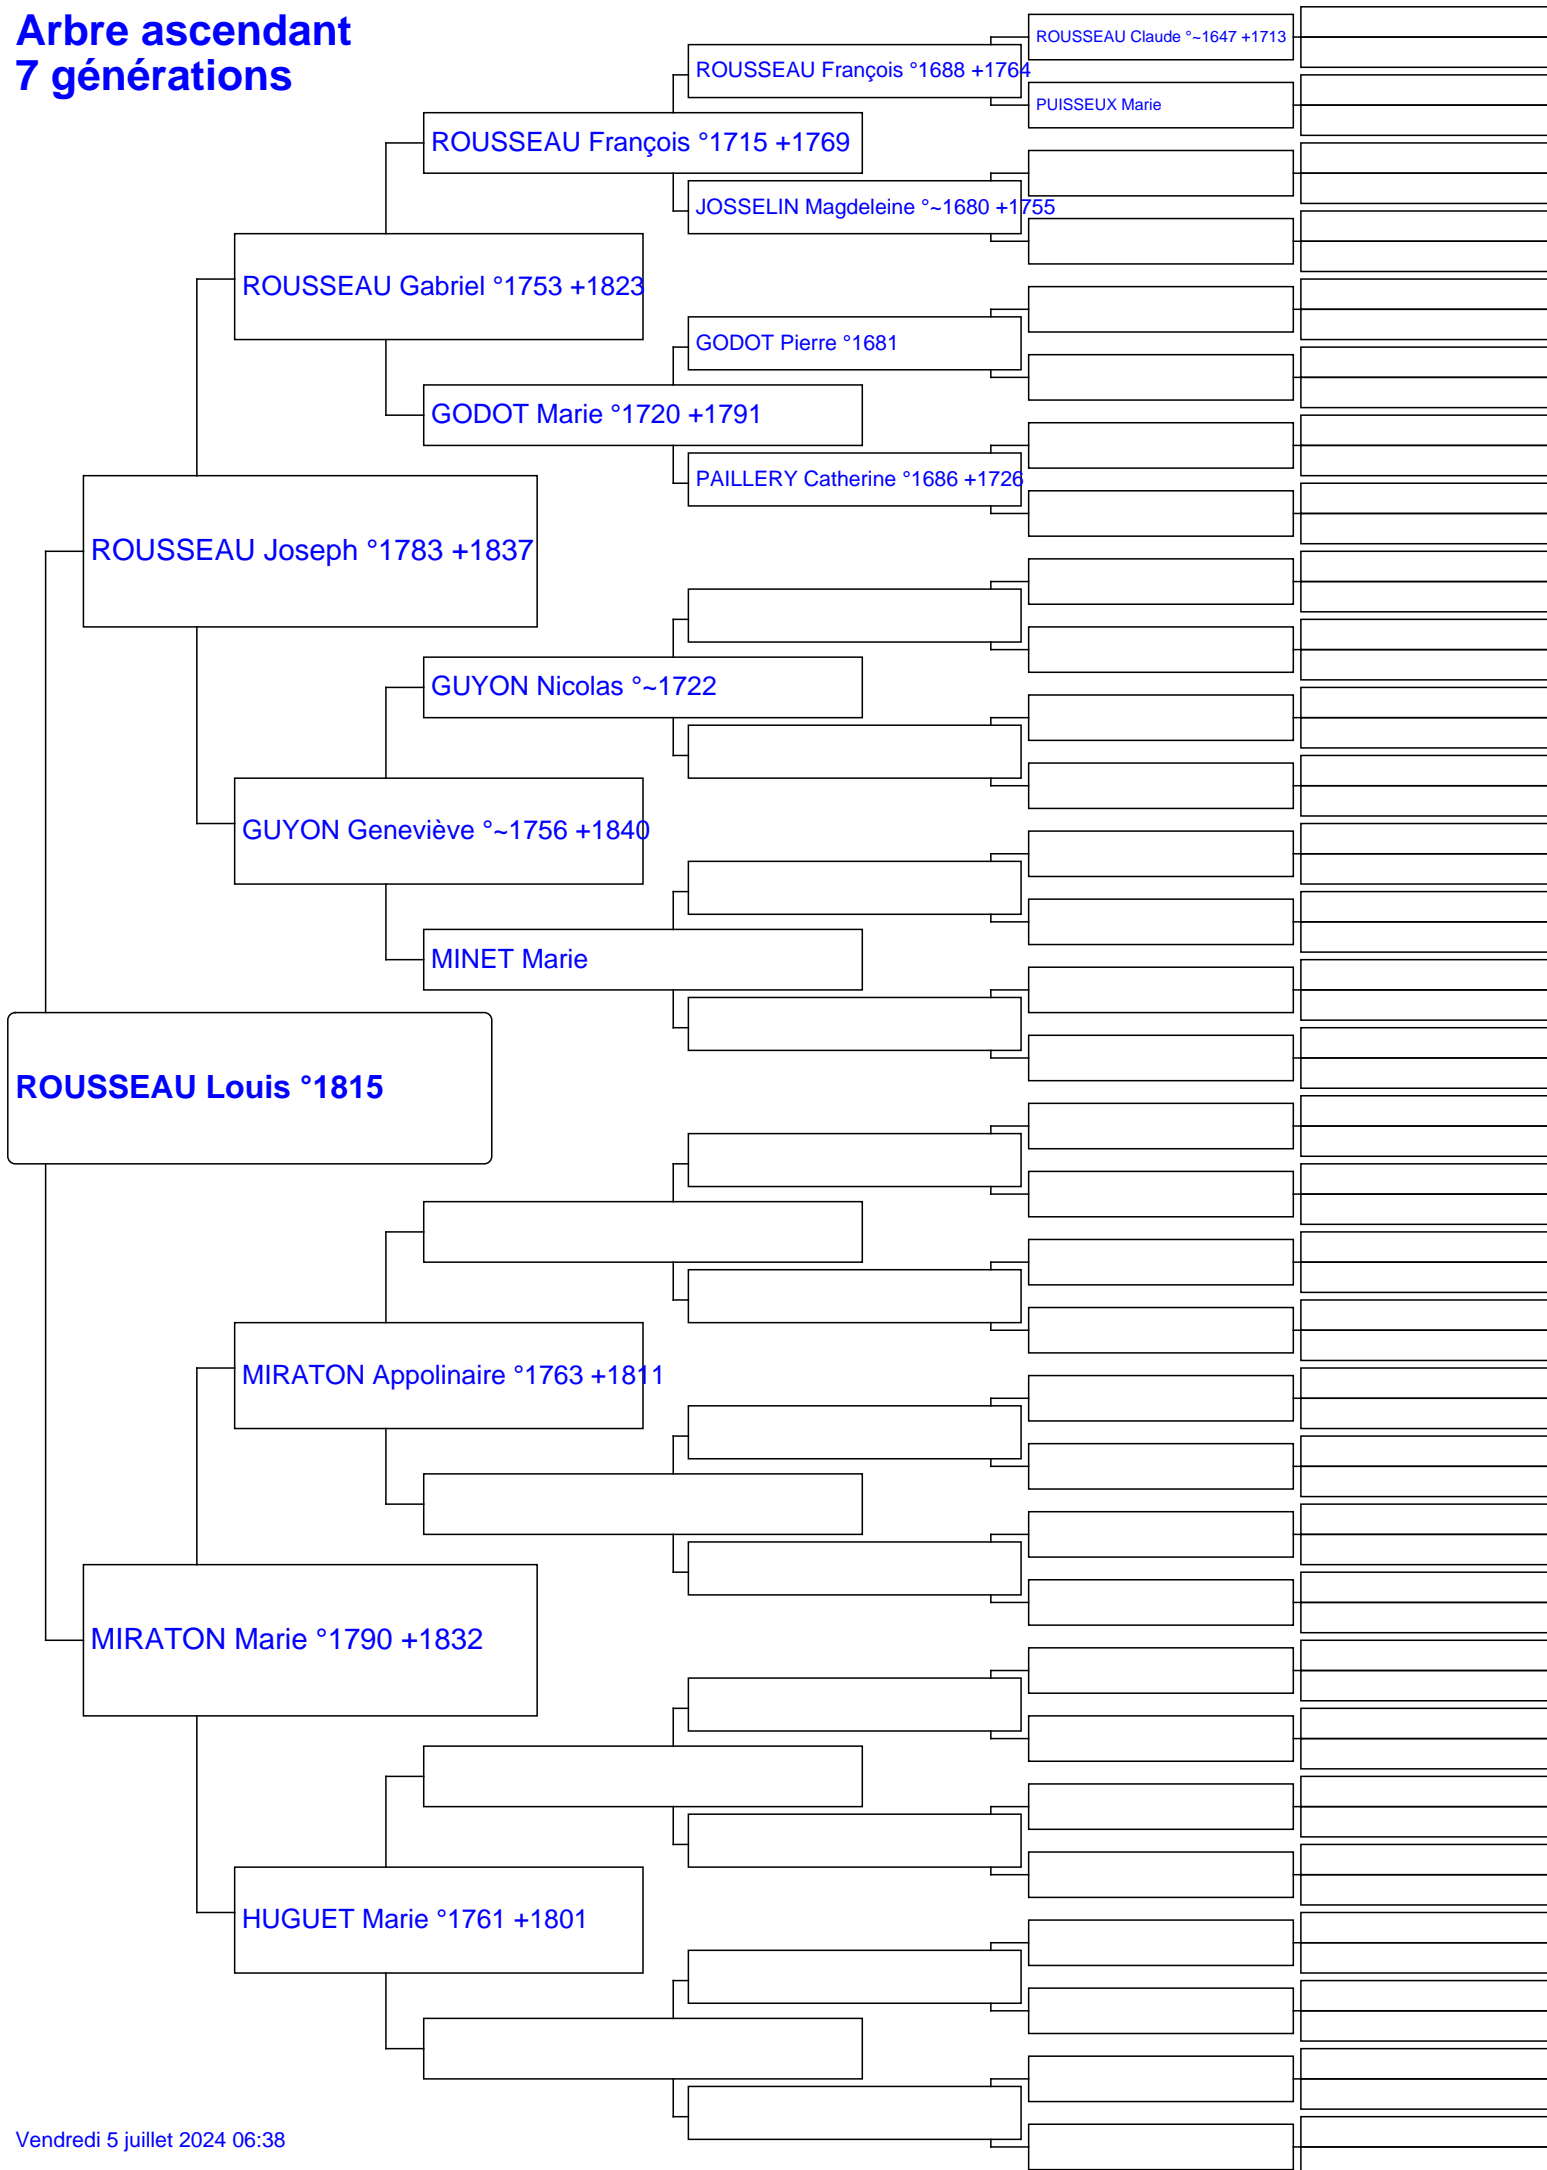 Arbre ascendant
7 générations
ROUSSEAU Claude °~1647 +1713
ROUSSEAU François °1688 +1764
PUISSEUX Marie
ROUSSEAU François °1715 +1769
JOSSELIN Magdeleine °~1680 +1755
ROUSSEAU Gabriel °1753 +1823
GODOT Pierre °1681
GODOT Marie °1720 +1791
PAILLERY Catherine °1686 +1726
ROUSSEAU Joseph °1783 +1837
GUYON Nicolas °~1722
GUYON Geneviève °~1756 +1840
MINET Marie
ROUSSEAU Louis °1815
MIRATON Appolinaire °1763 +1811
MIRATON Marie °1790 +1832
HUGUET Marie °1761 +1801
Vendredi 5 juillet 2024 06:38